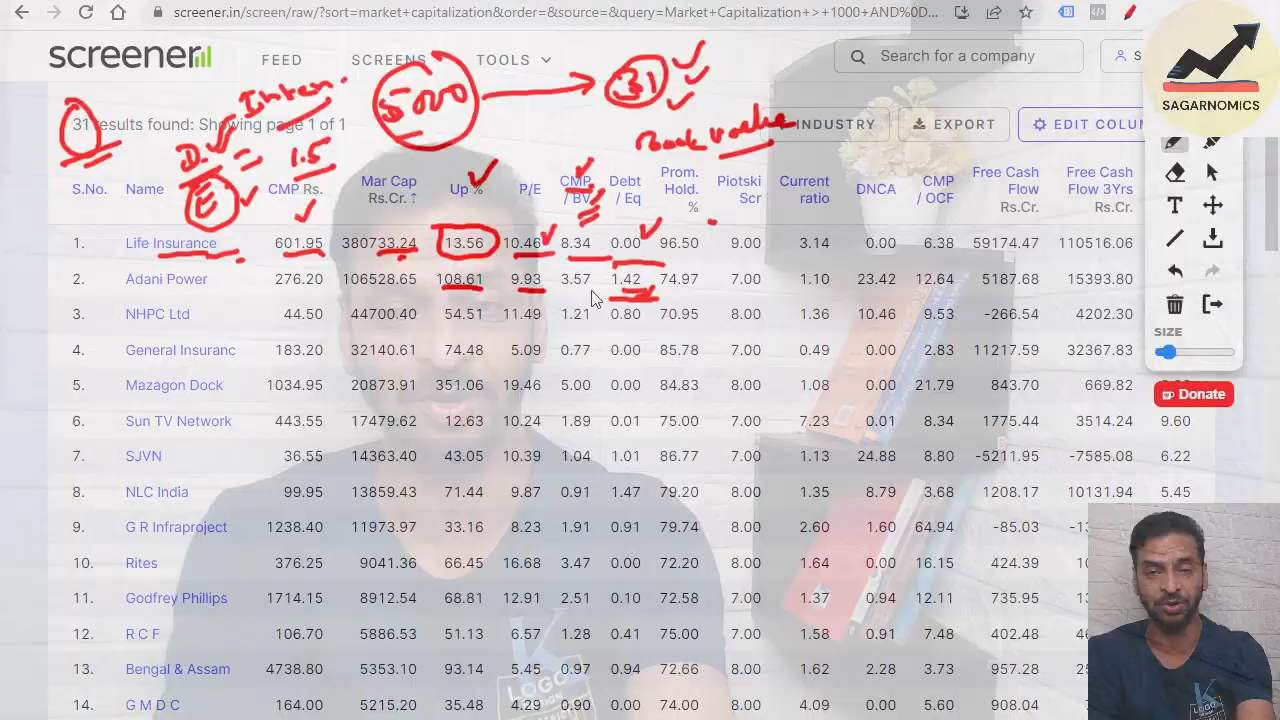 screener.in/screen/raw/?sort=market+capitalization&order=&source=&query=Market+Capitalization+>+1000+AND%0D...
screener
FEED
SCREENS
TOOLS
Search for a company
S
SAGARNOMICS
5000
31
Book value
D.
E
=
1.5
31 results found: Showing page 1 of 1
INDUSTRY
EXPORT
EDIT COLUM
S.No. Name CMP Rs. Mar Cap Rs.Cr. Up % P/E CMP / BV Debt / Eq Prom. Hold. % Piotski Scr Current ratio DNCA CMP / OCF Free Cash Flow Rs.Cr. Free Cash Flow 3Yrs Rs.Cr.
1. Life Insurance 601.95 380733.24 13.56 10.46 8.34 0.00 96.50 9.00 3.14 0.00 6.38 59174.47 110516.06
2. Adani Power 276.20 106528.65 108.61 9.93 3.57 1.42 74.97 7.00 1.10 23.42 12.64 5187.68 15393.80
3. NHPC Ltd 44.50 44700.40 54.51 11.49 1.21 0.80 70.95 7.00 1.36 10.46 9.53 -266.54 4202.30
4. General Insuranc 183.20 32140.61 74.48 5.09 0.77 0.00 85.78 7.00 0.49 0.00 2.83 11217.59 32367.83
5. Mazagon Dock 1034.95 20873.91 351.06 19.46 5.00 0.00 84.83 8.00 1.08 0.00 21.79 843.70 669.82
6. Sun TV Network 443.55 17479.62 12.63 10.24 1.89 0.01 75.00 7.00 7.23 0.01 8.34 1775.44 3514.24 9.60
7. SJVN 36.55 14363.40 43.05 10.39 1.04 1.01 86.77 7.00 1.13 24.88 8.80 -5211.95 -7585.08 6.22
8. NLC India 99.95 13859.43 71.44 9.87 0.91 1.47 79.20 8.00 1.35 8.79 3.68 1208.17 10131.94 5.45
9. G R Infraproject 1238.40 11973.97 33.16 8.23 1.91 0.91 79.74 8.00 2.60 1.60 64.94 -85.03
10. Rites 376.25 9041.36 66.45 16.68 3.47 0.00 72.20 8.00 1.64 0.00 16.15 424.39
11. Godfrey Phillips 1714.15 8912.54 68.81 12.91 2.51 0.10 72.58 7.00 1.37 0.94 12.11 735.95
12. R C F 106.70 5886.53 51.13 6.57 1.28 0.41 75.00 7.00 1.58 0.91 7.48 402.48
13. Bengal & Assam 4738.80 5353.10 93.14 5.45 0.97 0.94 72.66 8.00 1.62 2.28 3.73 957.28
14. G M D C 164.00 5215.20 35.48 4.29 0.90 0.00 74.00 7.00 4.09 0.00 5.60 908.04
SIZE
Donate
LOGO